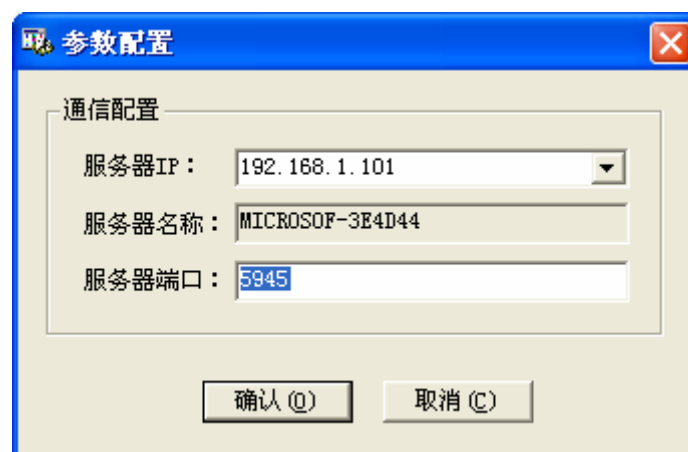 参数配置
通信配置
服务器IP： 192.168.1.101
服务器名称： MICROSOF-3E4D44
服务器端口： 5945
确认(O) 取消(C)